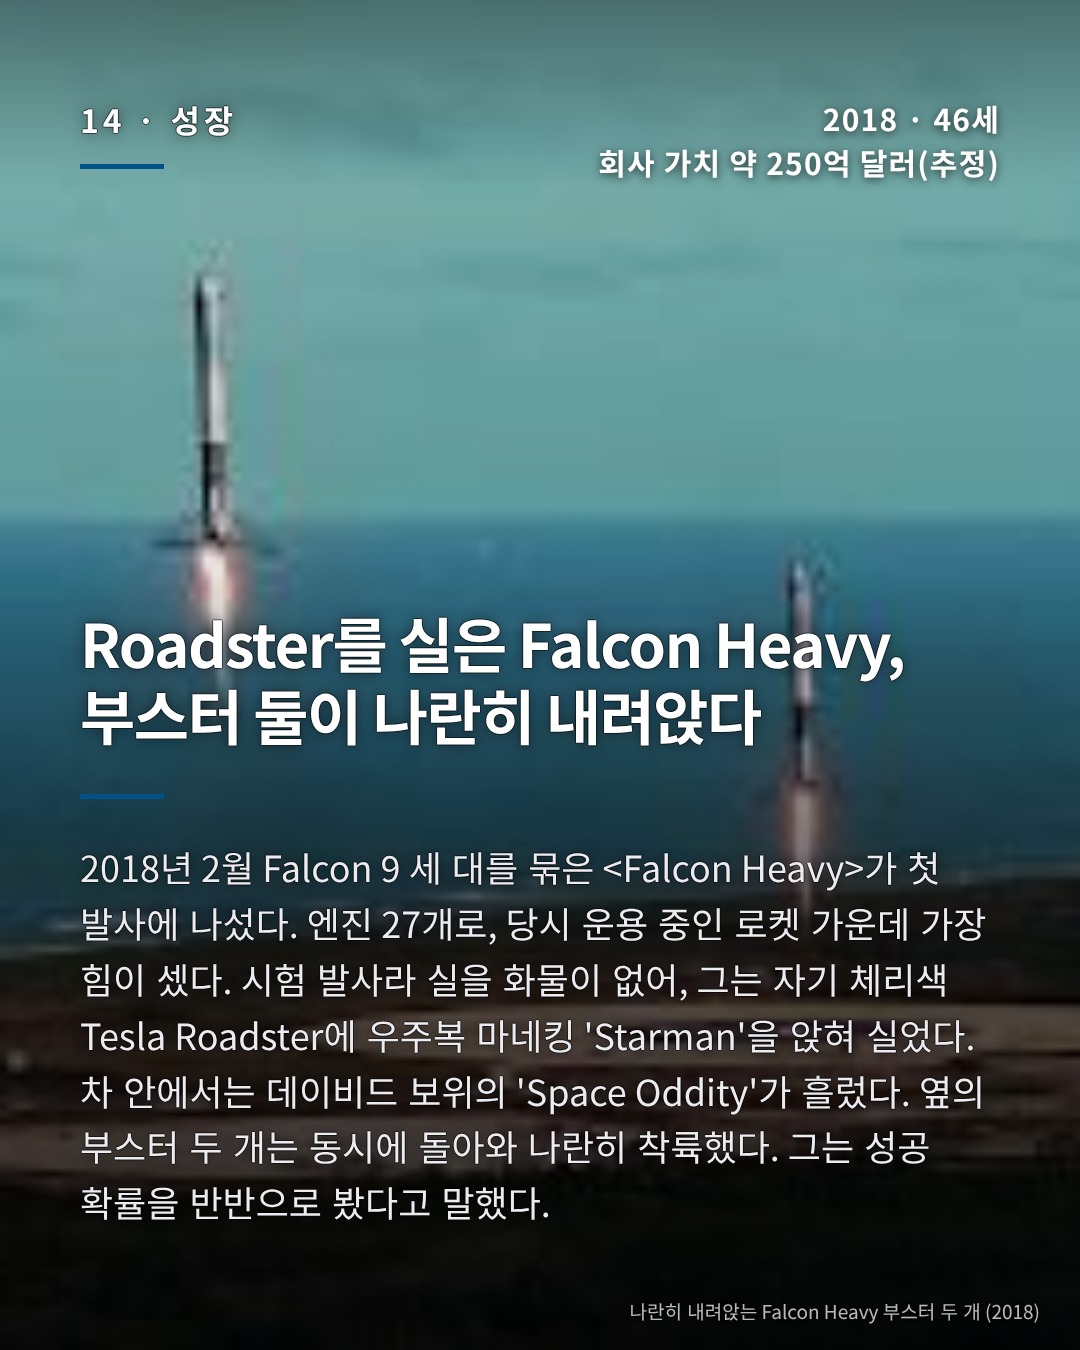 14 · 성장
2018 · 46세
회사 가치 약 250억 달러(추정)
Roadster를 실은 Falcon Heavy,
부스터 둘이 나란히 내려앉다
2018년 2월 Falcon 9 세 대를 묶은 <Falcon Heavy>가 첫
발사에 나섰다. 엔진 27개로, 당시 운용 중인 로켓 가운데 가장
힘이 셌다. 시험 발사라 실을 화물이 없어, 그는 자기 체리색
Tesla Roadster에 우주복 마네킹 'Starman'을 앉혀 실었다.
차 안에서는 데이비드 보위의 'Space Oddity'가 흘렀다. 옆의
부스터 두 개는 동시에 돌아와 나란히 착륙했다. 그는 성공
확률을 반반으로 봤다고 말했다.
나란히 내려앉는 Falcon Heavy 부스터 두 개 (2018)